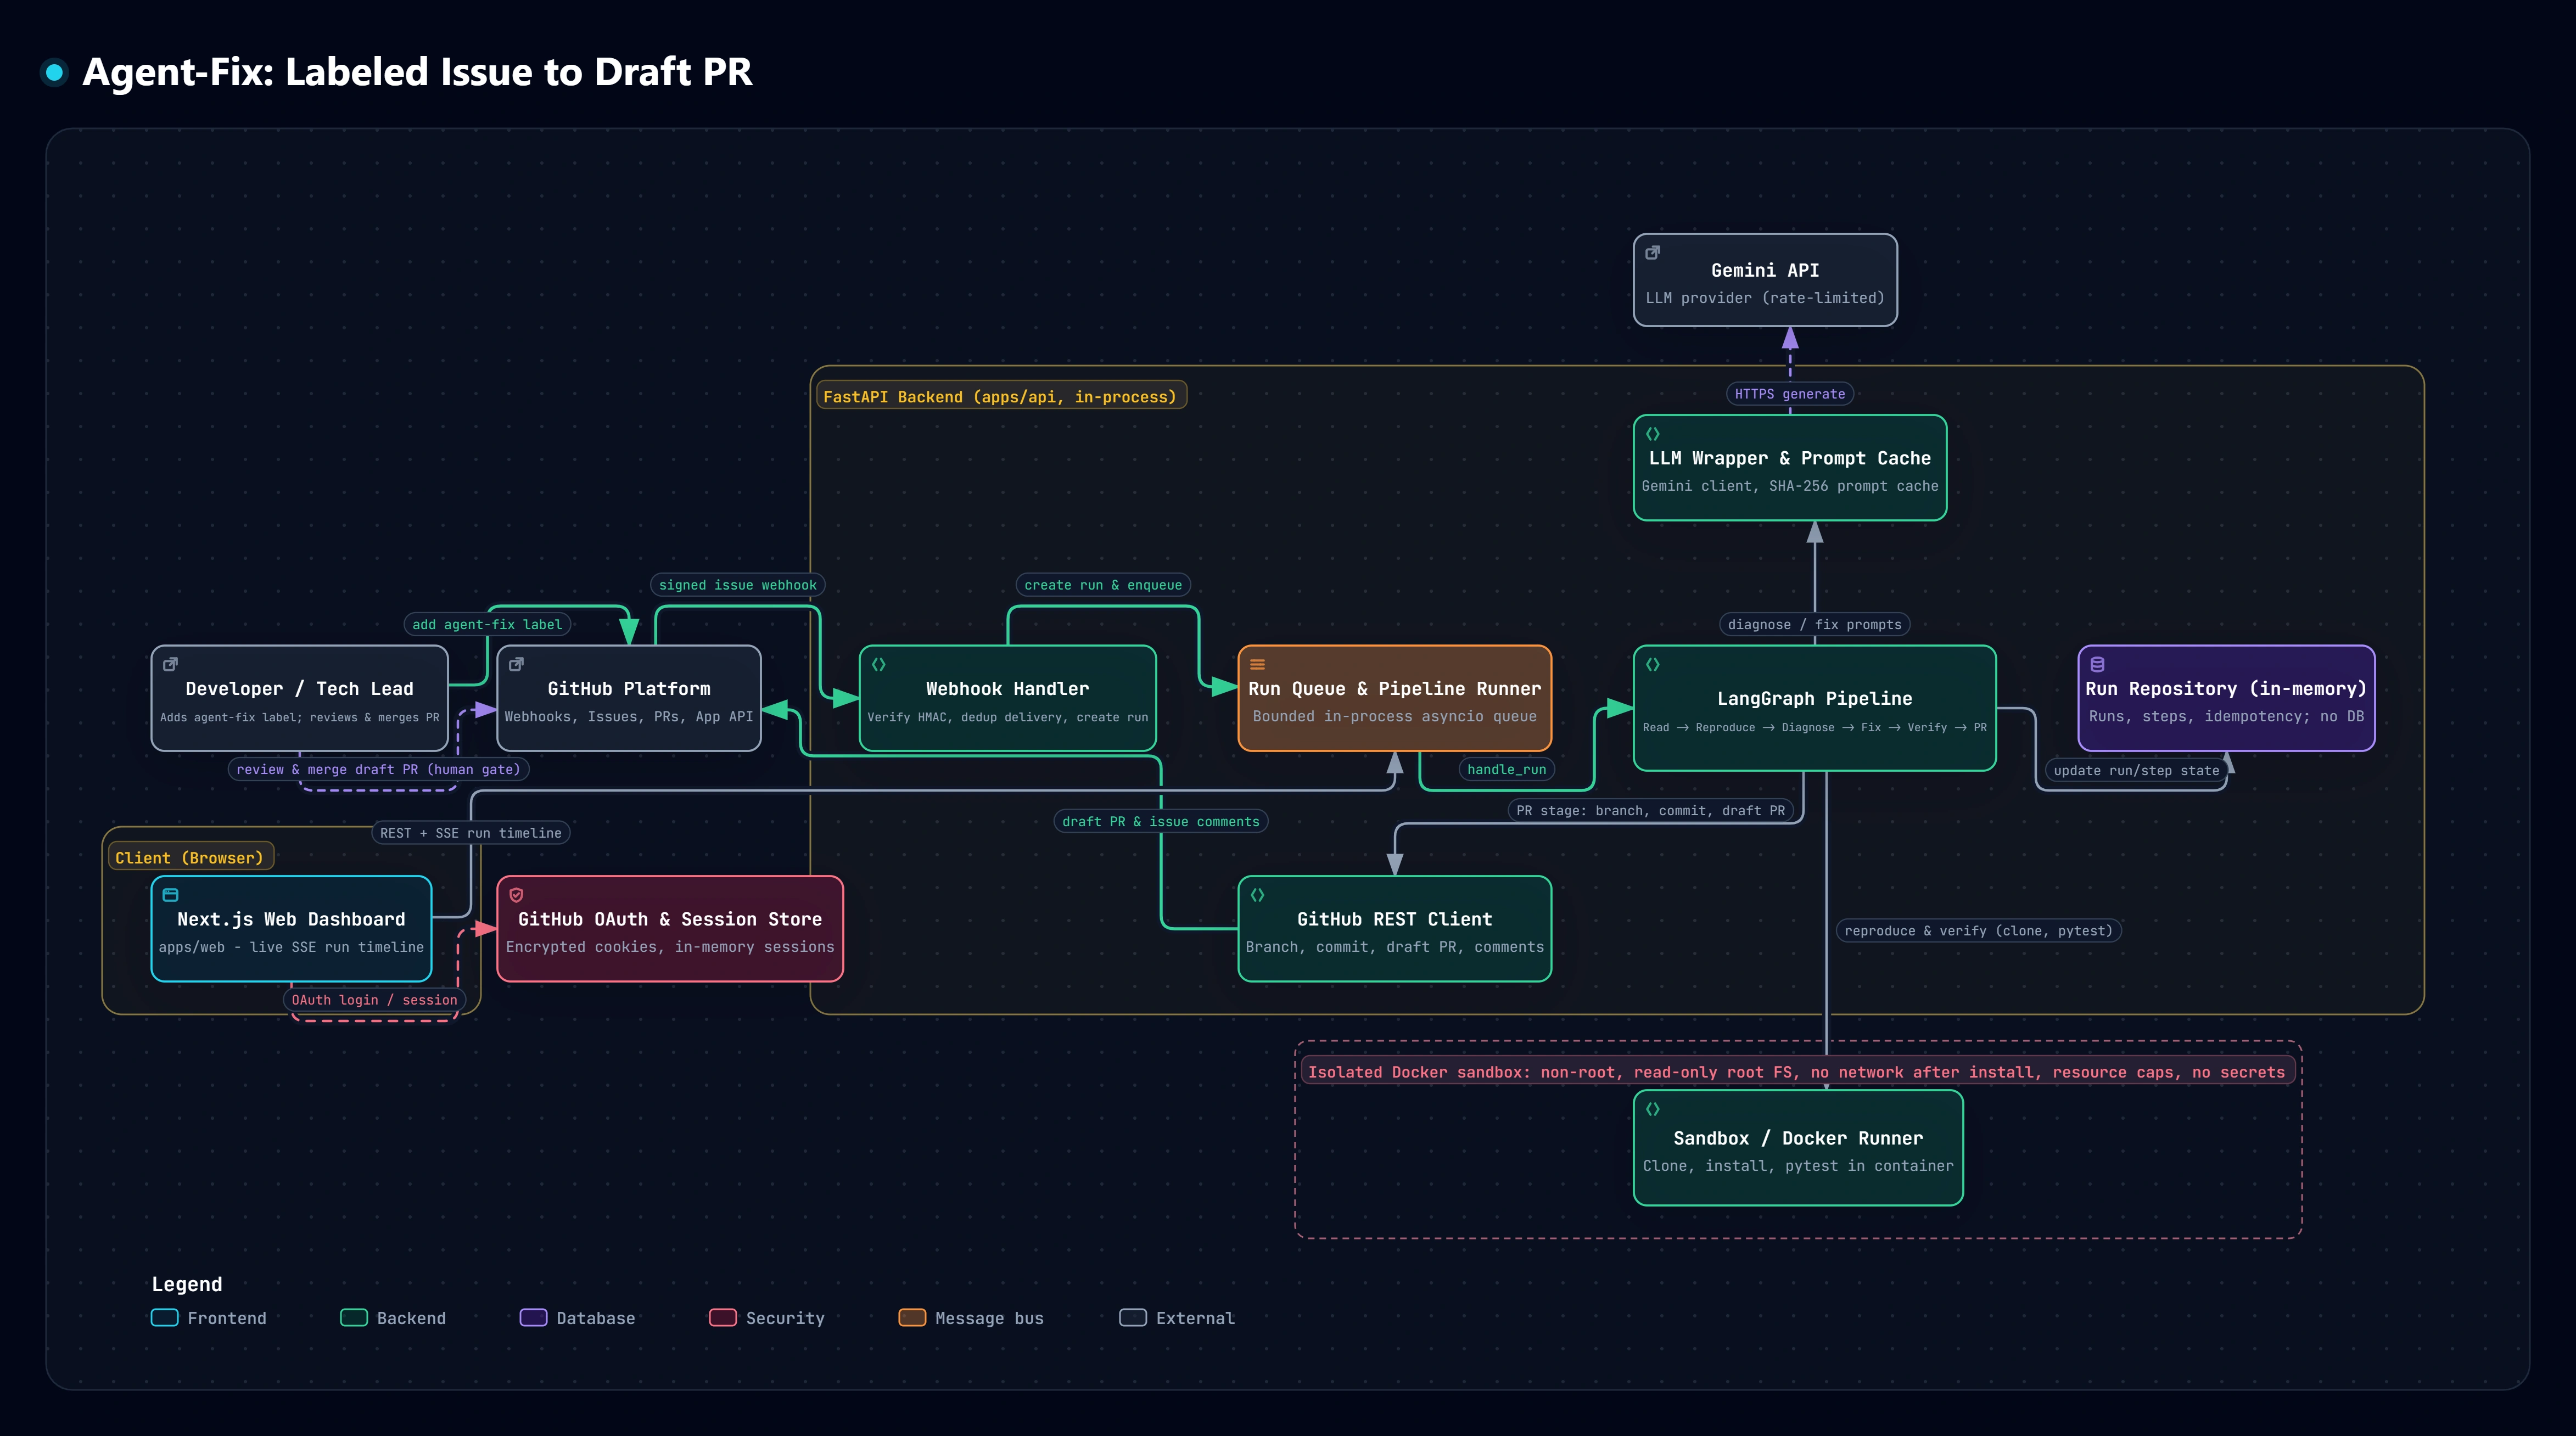 Agent-Fix: Labeled Issue to Draft PR
Gemini API
LLM provider (rate-limited)
FastAPI Backend (apps/api, in-process)
HTTPS generate
LLM Wrapper & Prompt Cache
Gemini client, SHA-256 prompt cache
signed issue webhook
create run & enqueue
add agent-fix label
diagnose / fix prompts
Developer / Tech Lead
Adds agent-fix label; reviews & merges PR
GitHub Platform
Webhooks, Issues, PRs, App API
Webhook Handler
Verify HMAC, dedup delivery, create run
Run Queue & Pipeline Runner
Bounded in-process asyncio queue
LangGraph Pipeline
Read → Reproduce → Diagnose → Fix → Verify → PR
Run Repository (in-memory)
Runs, steps, idempotency; no DB
review & merge draft PR (human gate)
handle_run
update run/step state
PR stage: branch, commit, draft PR
draft PR & issue comments
REST + SSE run timeline
Client (Browser)
Next.js Web Dashboard
apps/web - live SSE run timeline
GitHub OAuth & Session Store
Encrypted cookies, in-memory sessions
GitHub REST Client
Branch, commit, draft PR, comments
reproduce & verify (clone, pytest)
OAuth login / session
Isolated Docker sandbox: non-root, read-only root FS, no network after install, resource caps, no secrets
Sandbox / Docker Runner
Clone, install, pytest in container
Legend
Frontend
Backend
Database
Security
Message bus
External